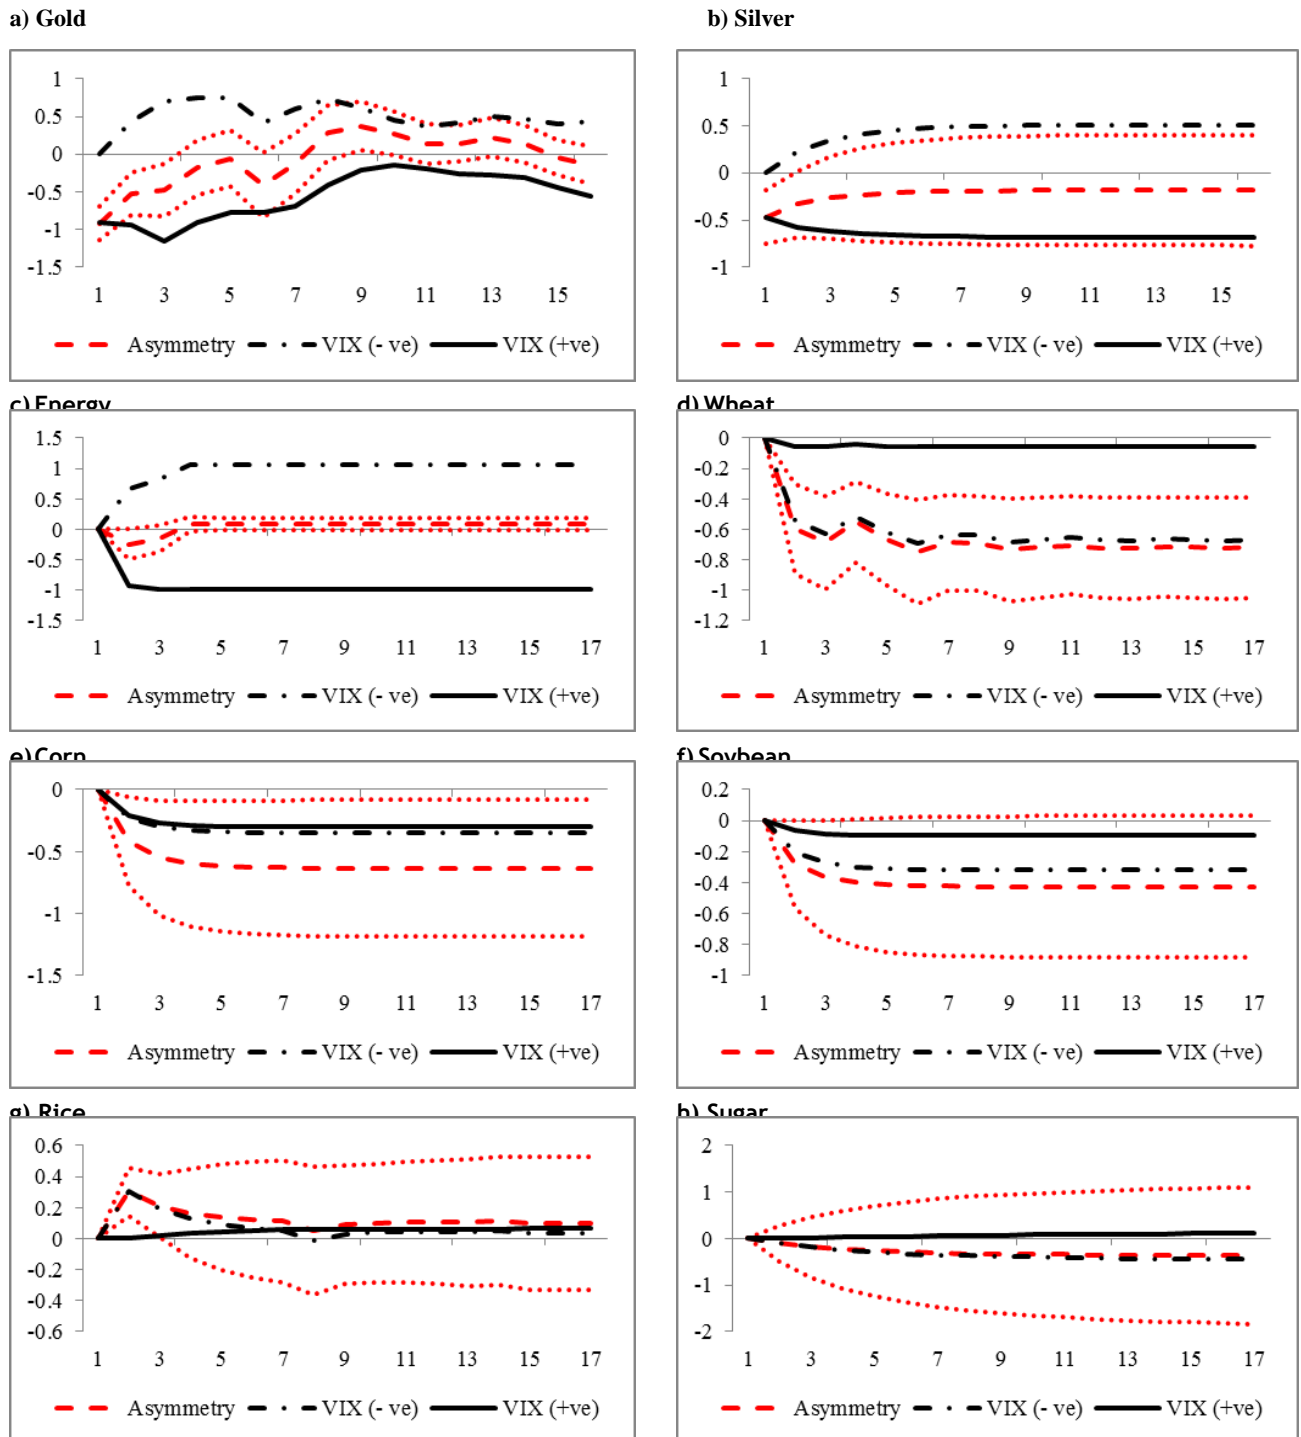 a) Gold
b) Silver
1
0.5
0
-0.5
-1
-1.5
1 3 5 7 9 11 13 15
Asymmetry VIX (- ve) VIX (+ve)
1
0.5
0
-0.5
-1
1 3 5 7 9 11 13 15
Asymmetry VIX (- ve) VIX (+ve)
c) Energy
d) Wheat
1.5
1
0.5
0
-0.5
-1
-1.5
1 3 5 7 9 11 13 15 17
Asymmetry VIX (- ve) VIX (+ve)
0
-0.2
-0.4
-0.6
-0.8
-1
-1.2
1 3 5 7 9 11 13 15 17
Asymmetry VIX (- ve) VIX (+ve)
e) Corn
f) Soybean
0
-0.5
-1
-1.5
1 3 5 7 9 11 13 15 17
Asymmetry VIX (- ve) VIX (+ve)
0.2
0
-0.2
-0.4
-0.6
-0.8
-1
1 3 5 7 9 11 13 15 17
Asymmetry VIX (- ve) VIX (+ve)
g) Rice
h) Sugar
0.6
0.4
0.2
0
-0.2
-0.4
-0.6
1 3 5 7 9 11 13 15 17
Asymmetry VIX (- ve) VIX (+ve)
2
1
0
-1
-2
1 3 5 7 9 11 13 15 17
Asymmetry VIX (- ve) VIX (+ve)